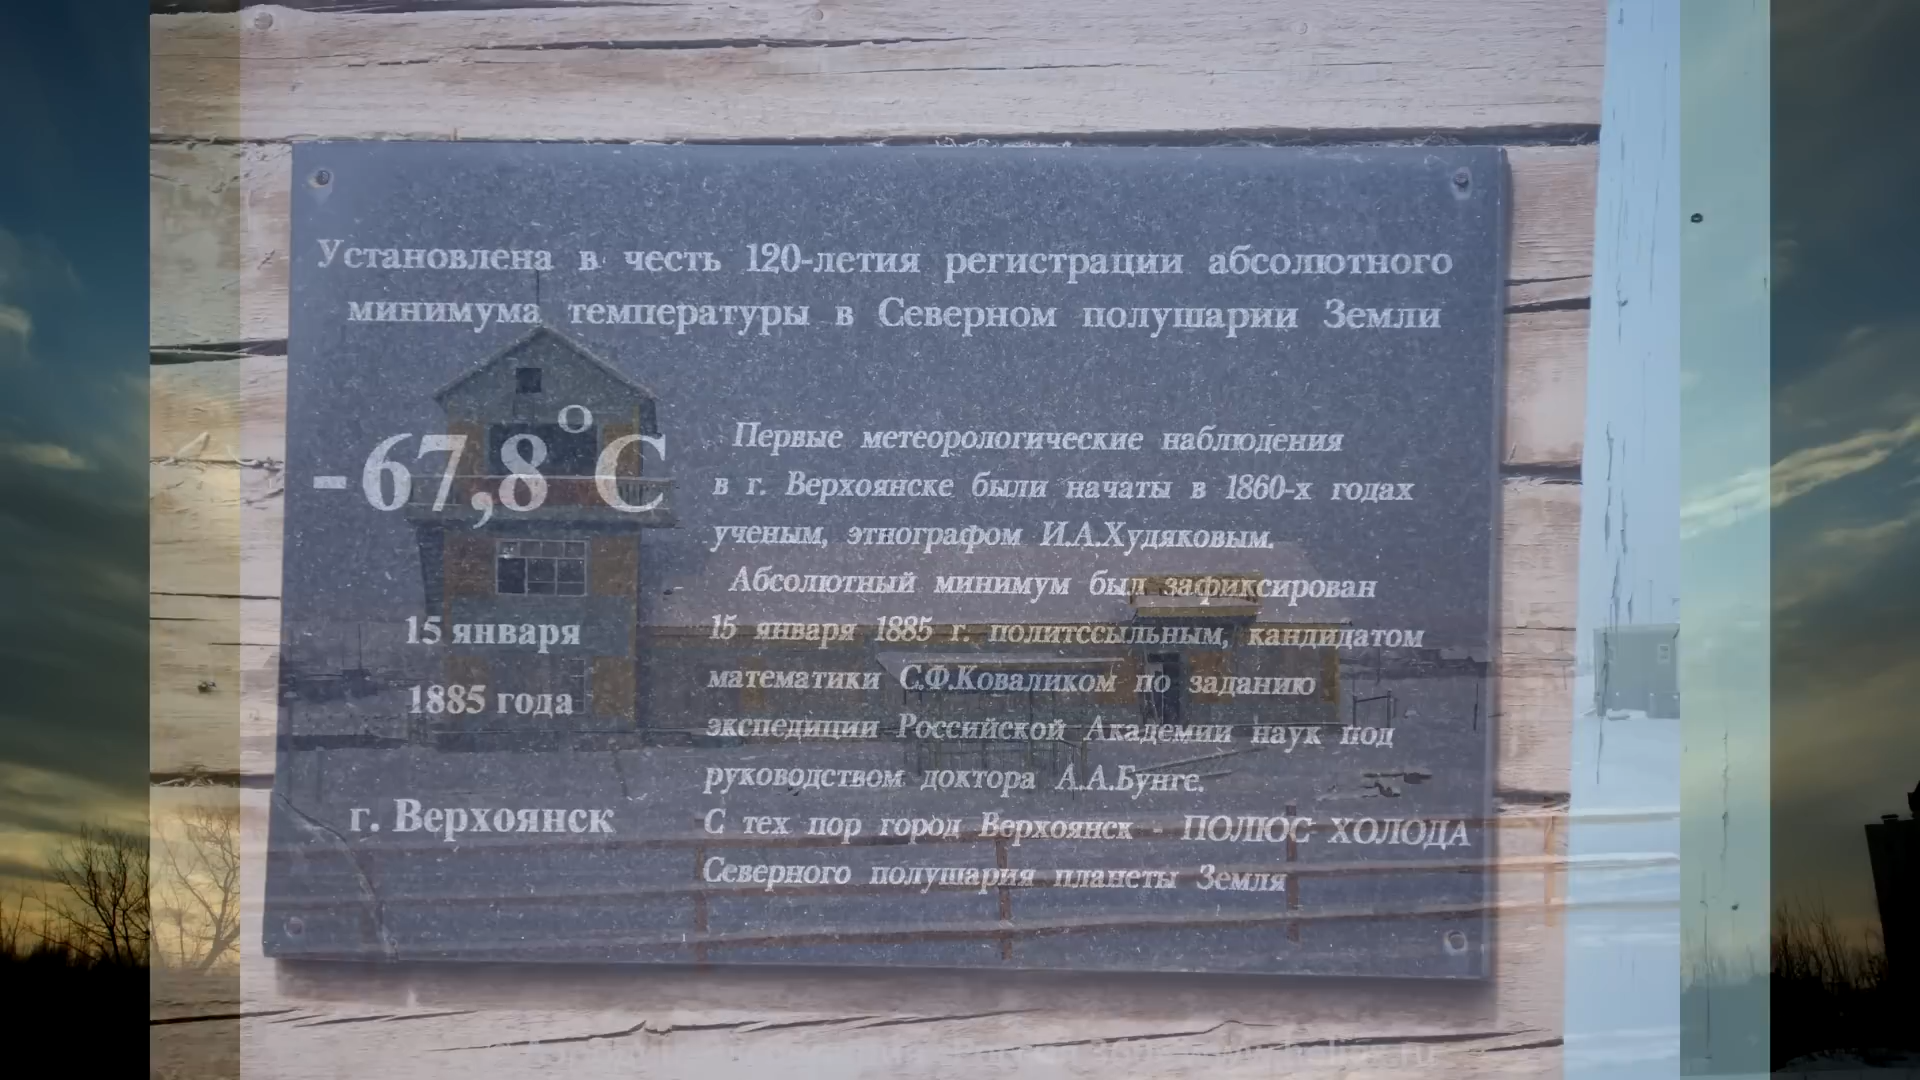 Установлена в честь 120-летия регистрации абсолютного
минимума температуры в Северном полушарии Земли
-67,8°C
15 января
1885 года
г. Верхоянск
Первые метеорологические наблюдения
в г. Верхоянске были начаты в 1860-х годах
ученым, этнографом И.А.Худяковым.
Абсолютный минимум был зафиксирован
15 января 1885 г. политссыльным, кандидатом
математики С.Ф.Коваликом по заданию
экспедиции Российской Академии наук под
руководством доктора А.А.Бунге.
С тех пор город Верхоянск - ПОЛЮС ХОЛОДА
Северного полушария планеты Земля